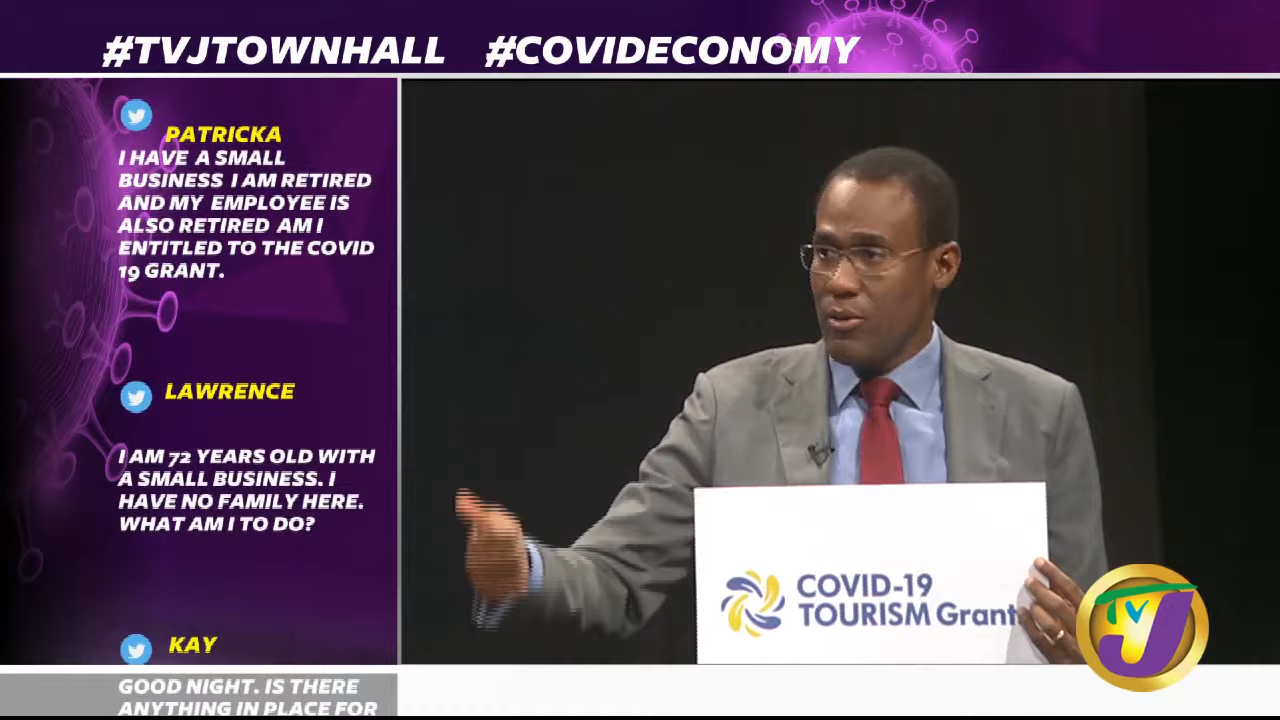 #TVJTOWNHALL #COVIDECONOMY
PATRICKA
I HAVE A SMALL
BUSINESS I AM RETIRED
AND MY EMPLOYEE IS
ALSO RETIRED AM I
ENTITLED TO THE COVID
19 GRANT.
LAWRENCE
I AM 72 YEARS OLD WITH
A SMALL BUSINESS. I
HAVE NO FAMILY HERE.
WHAT AM I TO DO?
KAY
GOOD NIGHT. IS THERE
ANYTHING IN PLACE FOR
COVID-19
TOURISM Grant
TVJ